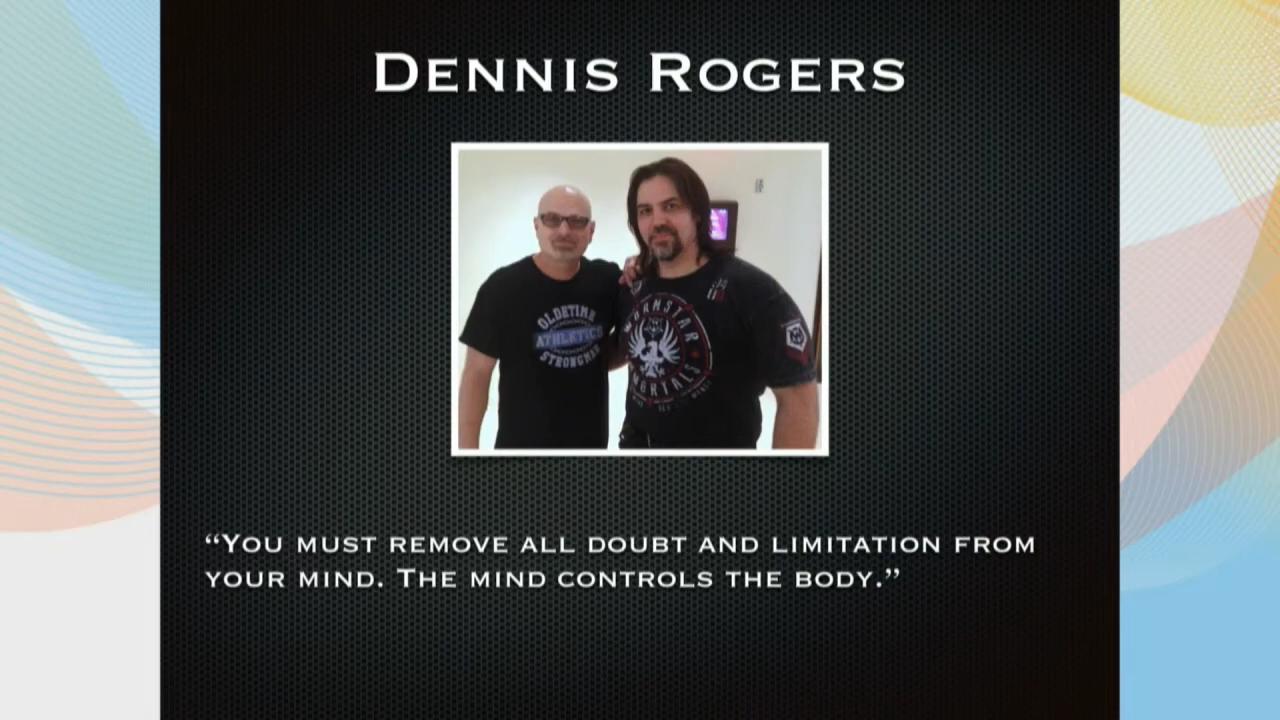 DENNIS ROGERS
OLDETIME
ATHLETICS
STRONGMAN
“YOU MUST REMOVE ALL DOUBT AND LIMITATION FROM
YOUR MIND. THE MIND CONTROLS THE BODY.”